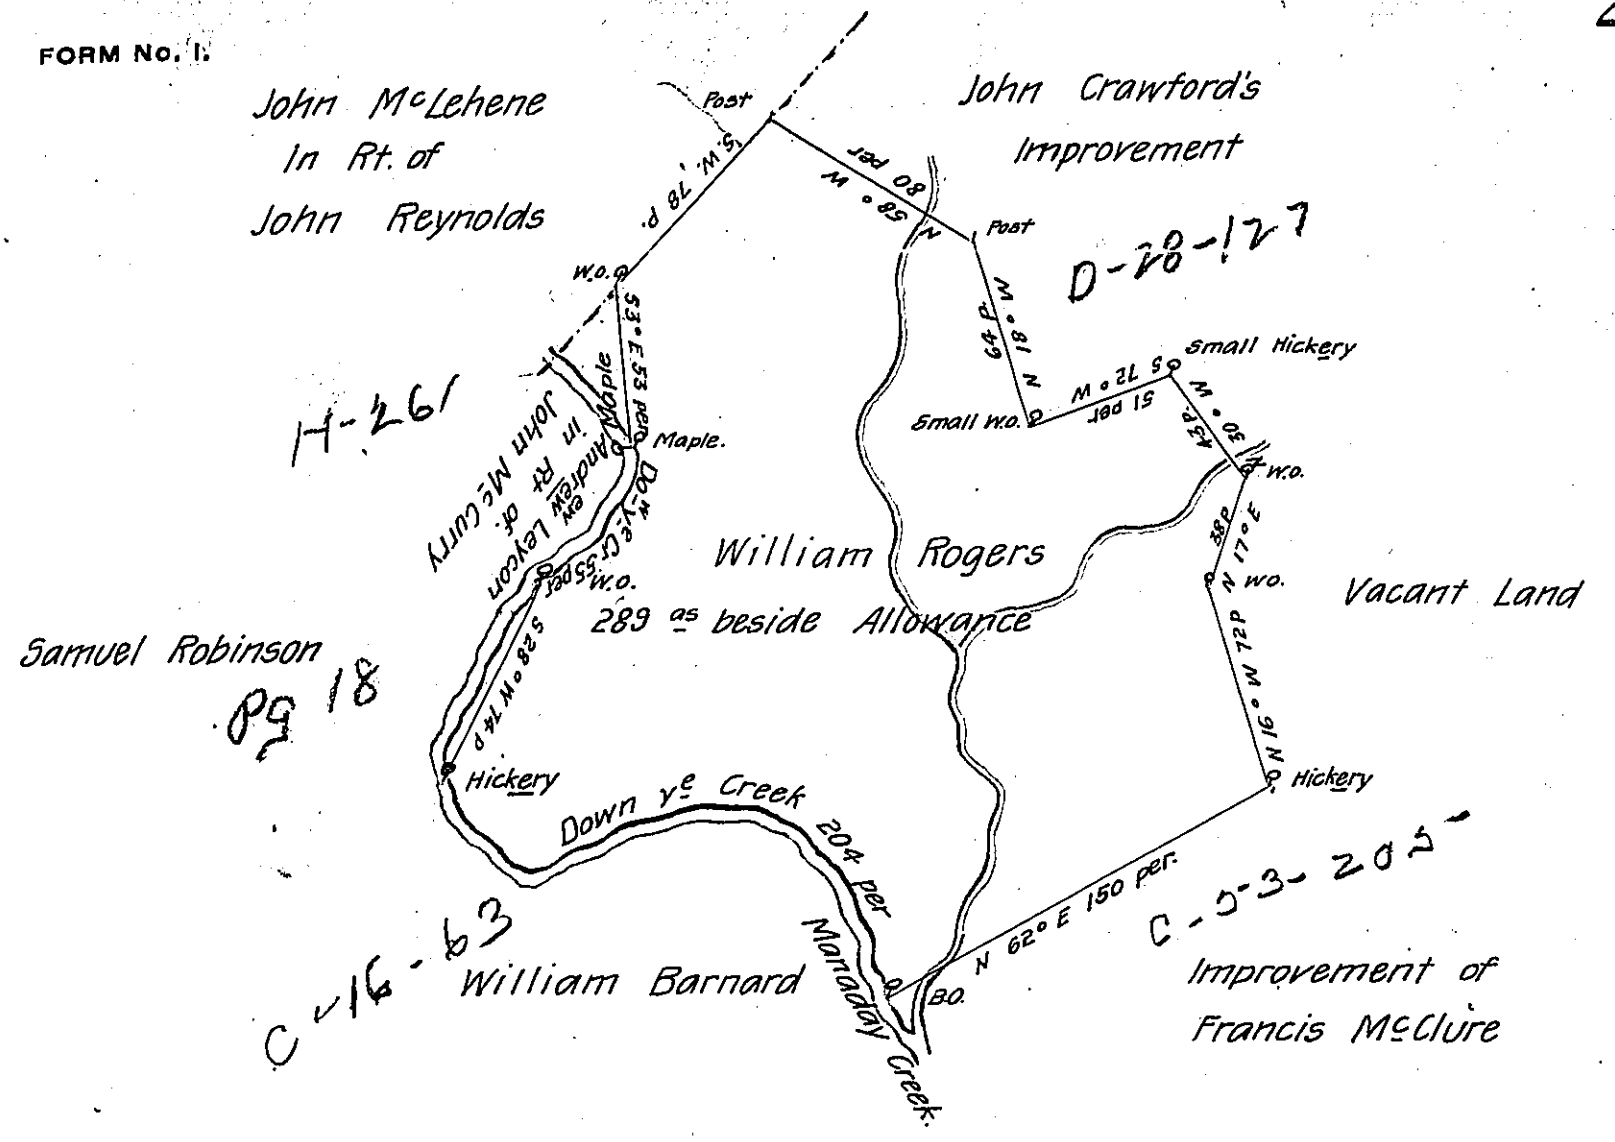 FORM No. 1.
John McLehene
In Rt. of
John Reynolds
John Crawford's
Improvement
Post
S.W., 78 P.
80 per
N 58° W
Post
D-28-127
W.O.
53° E 53 per
N 18° W
64 P.
Small Hickery
S 72° W
51 per
Small W.O.
N 30° W
43 P.
W.O.
H-261
Maple
Maple.
Andrew Leycon
ew
in Rt of
John McCurry
Down ye Cr 55 per
W.O.
38 P
N 17° E
W.O.
William Rogers
289 as beside Allowance
Vacant Land
Samuel Robinson
Pg 18
S 28° W 74 P
N 16° W 72 P
Hickery
Hickery
Down ye Creek 204 per
N 62° E 150 per.
C-16-63
William Barnard
B.O.
Manaday Creek.
Improvement of
Francis McClure